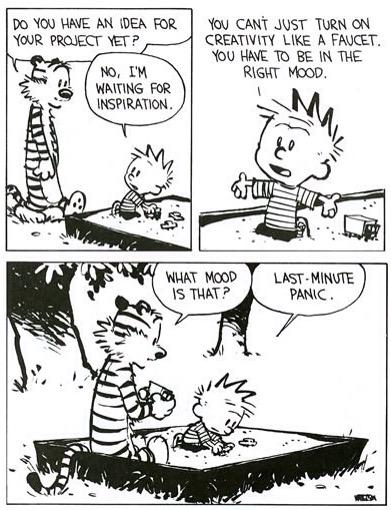 DO YOU HAVE AN IDEA FOR
YOUR PROJECT YET?
NO, I'M
WAITING FOR
INSPIRATION.
YOU CAN'T JUST TURN ON
CREATIVITY LIKE A FAUCET.
YOU HAVE TO BE IN THE
RIGHT MOOD.
WHAT MOOD
IS THAT?
LAST-MINUTE
PANIC.